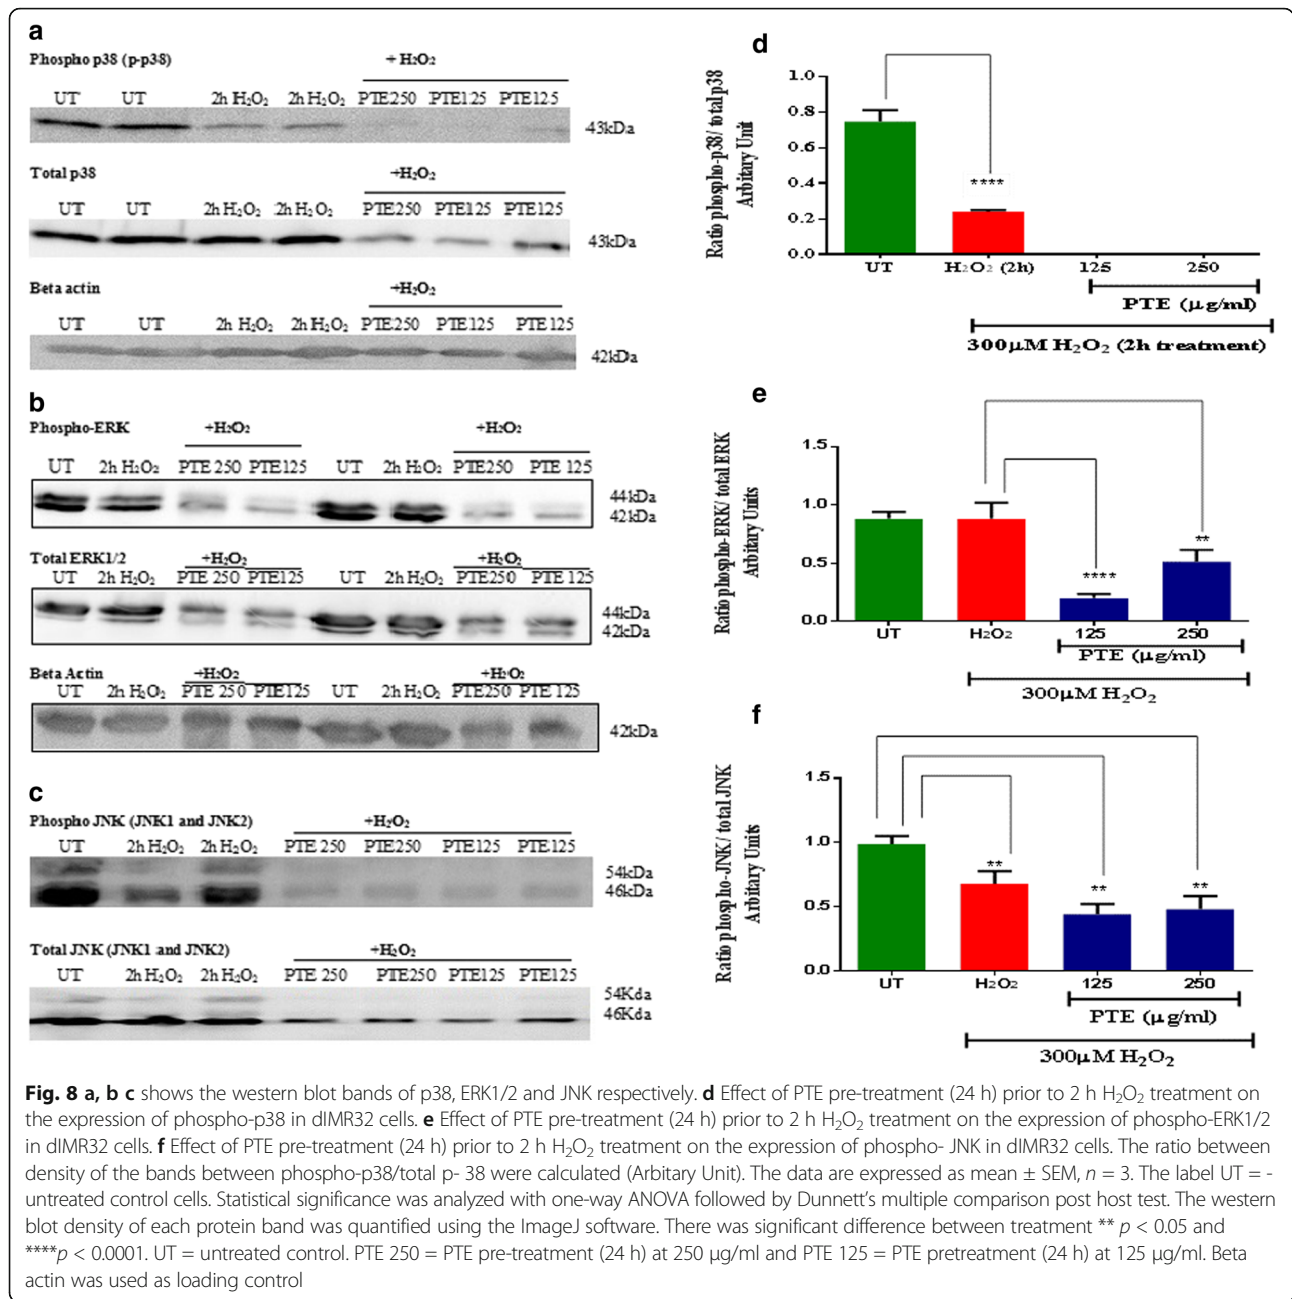 a
Phospho p38 (p-p38)
+ H₂O₂
UT UT 2h H₂O₂ 2h H₂O₂ PTE250 PTE125 PTE125
43kDa
Total p38
+H₂O₂
UT UT 2h H₂O₂ 2h H₂O₂ PTE250 PTE125 PTE125
43kDa
Beta actin
+H₂O₂
UT UT 2h H₂O₂ 2h H₂O₂ PTE250 PTE125 PTE125
42kDa
b
Phospho-ERK
+H₂O₂ +H₂O₂
UT 2h H₂O₂ PTE 250 PTE125 UT 2h H₂O₂ PTE250 PTE 125
44kDa
42kDa
Total ERK1/2
+H₂O₂ +H₂O₂
UT 2h H₂O₂ PTE 250 PTE125 UT 2h H₂O₂ PTE250 PTE 125
44kDa
42kDa
Beta Actin
+H₂O₂ +H₂O₂
UT 2h H₂O₂ PTE 250 PTE125 UT 2h H₂O₂ PTE250 PTE 125
42kDa
c
Phospho JNK (JNK1 and JNK2)
+H₂O₂
UT 2h H₂O₂ 2h H₂O₂ PTE 250 PTE250 PTE125 PTE125
54kDa
46kDa
Total JNK (JNK1 and JNK2)
+H₂O₂
UT 2h H₂O₂ 2h H₂O₂ PTE 250 PTE250 PTE125 PTE125
54Kda
46Kda
d
Ratio phospho-p38/ total p38
Arbitary Unit
1.0
0.8
0.6
0.4
0.2
0.0
****
UT H₂O₂ (2h) 125 250
PTE (μg/ml)
300μM H₂O₂ (2h treatment)
e
Ratio phospho-ERK/ total ERK
Arbitary Units
1.5
1.0
0.5
0.0
**** **
UT H₂O₂ 125 250
PTE (μg/ml)
300μM H₂O₂
f
Ratio phospho-JNK/ total JNK
Arbitary Units
1.5
1.0
0.5
0.0
** ** **
UT H₂O₂ 125 250
PTE (μg/ml)
300μM H₂O₂
Fig. 8 a, b c shows the western blot bands of p38, ERK1/2 and JNK respectively. d Effect of PTE pre-treatment (24 h) prior to 2 h H₂O₂ treatment on
the expression of phospho-p38 in dIMR32 cells. e Effect of PTE pre-treatment (24 h) prior to 2 h H₂O₂ treatment on the expression of phospho-ERK1/2
in dIMR32 cells. f Effect of PTE pre-treatment (24 h) prior to 2 h H₂O₂ treatment on the expression of phospho- JNK in dIMR32 cells. The ratio between
density of the bands between phospho-p38/total p- 38 were calculated (Arbitary Unit). The data are expressed as mean ± SEM, n = 3. The label UT = -
untreated control cells. Statistical significance was analyzed with one-way ANOVA followed by Dunnett's multiple comparison post host test. The western
blot density of each protein band was quantified using the ImageJ software. There was significant difference between treatment ** p < 0.05 and
****p < 0.0001. UT = untreated control. PTE 250 = PTE pre-treatment (24 h) at 250 μg/ml and PTE 125 = PTE pretreatment (24 h) at 125 μg/ml. Beta
actin was used as loading control